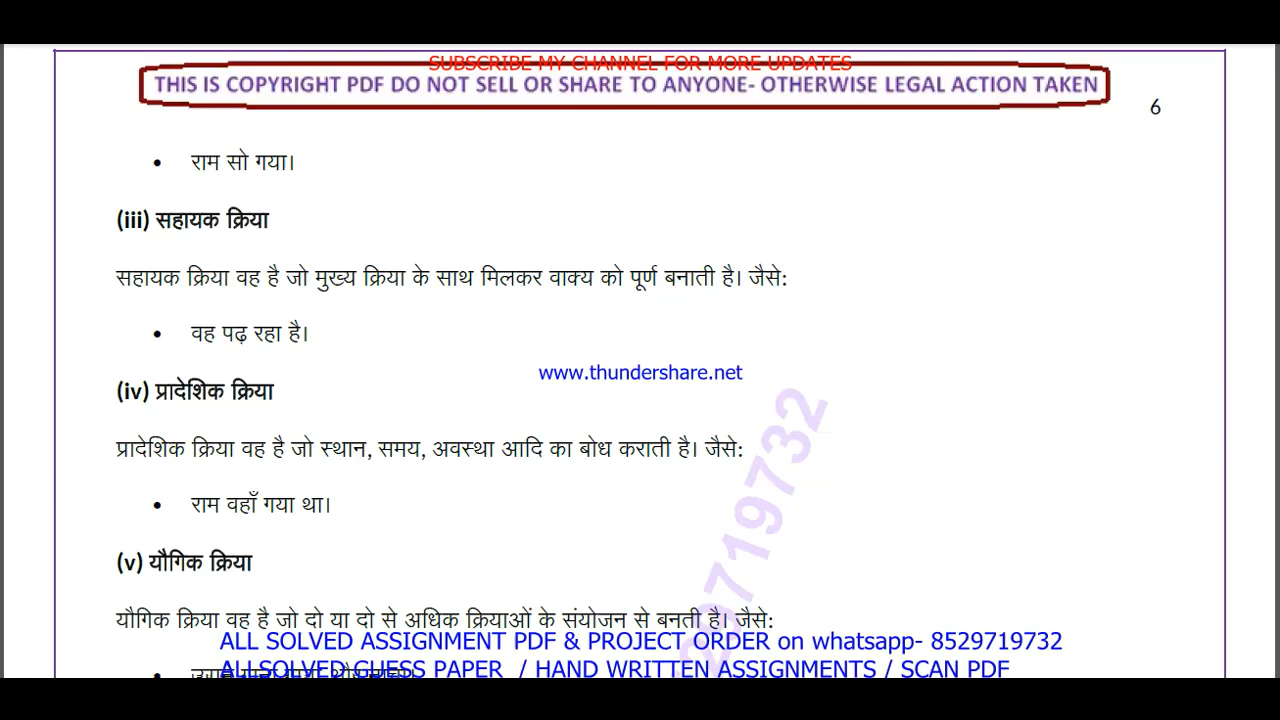 SUBSCRIBE MY CHANNEL FOR MORE UPDATES
THIS IS COPYRIGHT PDF DO NOT SELL OR SHARE TO ANYONE- OTHERWISE LEGAL ACTION TAKEN
6
• राम सो गया।
(iii) सहायक क्रिया
सहायक क्रिया वह है जो मुख्य क्रिया के साथ मिलकर वाक्य को पूर्ण बनाती है। जैसे:
• वह पढ़ रहा है।
www.thundershare.net
(iv) प्रादेशिक क्रिया
प्रादेशिक क्रिया वह है जो स्थान, समय, अवस्था आदि का बोध कराती है। जैसे:
• राम वहाँ गया था।
(v) यौगिक क्रिया
यौगिक क्रिया वह है जो दो या दो से अधिक क्रियाओं के संयोजन से बनती है। जैसे:
ALL SOLVED ASSIGNMENT PDF & PROJECT ORDER on whatsapp- 8529719732
ALL SOLVED GUESS PAPER / HAND WRITTEN ASSIGNMENTS / SCAN PDF